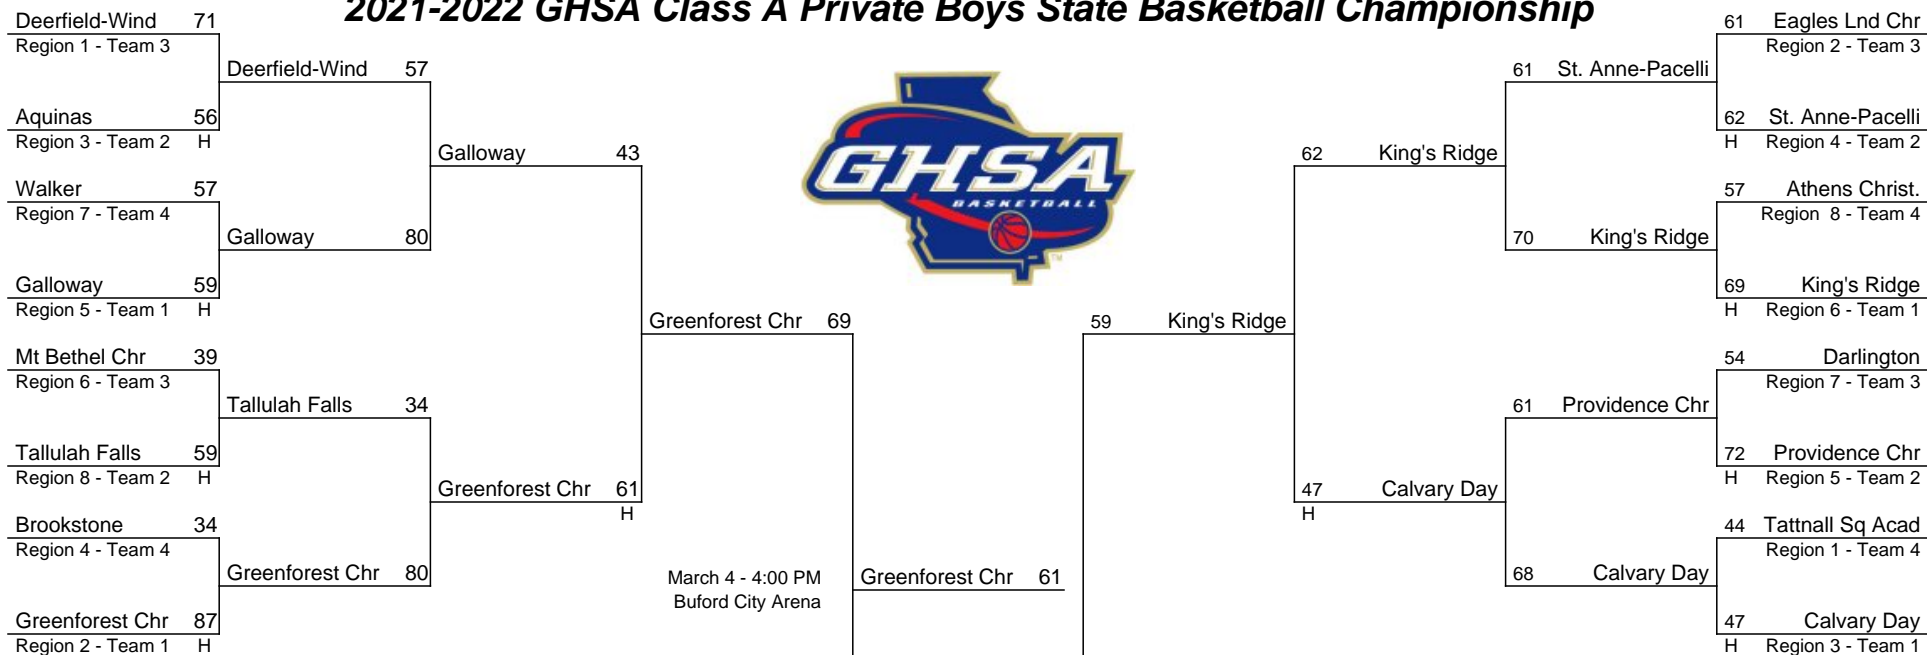 2021-2022 GHSA Class A Private Boys State Basketball Championship
Deerfield-Wind 71
Region 1 - Team 3
Aquinas 56
Region 3 - Team 2 H
Walker 57
Region 7 - Team 4
Galloway 59
Region 5 - Team 1 H
Mt Bethel Chr 39
Region 6 - Team 3
Tallulah Falls 59
Region 8 - Team 2 H
Brookstone 34
Region 4 - Team 4
Greenforest Chr 87
Region 2 - Team 1 H
Deerfield-Wind 57
Galloway 80
Tallulah Falls 34
Greenforest Chr 80
Galloway 43
Greenforest Chr 61
H
Greenforest Chr 69
GHSA
BASKETBALL
TM
March 4 - 4:00 PM
Buford City Arena
Greenforest Chr 61
59 King's Ridge
62 King's Ridge
47 Calvary Day
H
61 St. Anne-Pacelli
70 King's Ridge
61 Providence Chr
68 Calvary Day
61 Eagles Lnd Chr
Region 2 - Team 3
62 St. Anne-Pacelli
H Region 4 - Team 2
57 Athens Christ.
Region 8 - Team 4
69 King's Ridge
H Region 6 - Team 1
54 Darlington
Region 7 - Team 3
72 Providence Chr
H Region 5 - Team 2
44 Tattnall Sq Acad
Region 1 - Team 4
47 Calvary Day
H Region 3 - Team 1